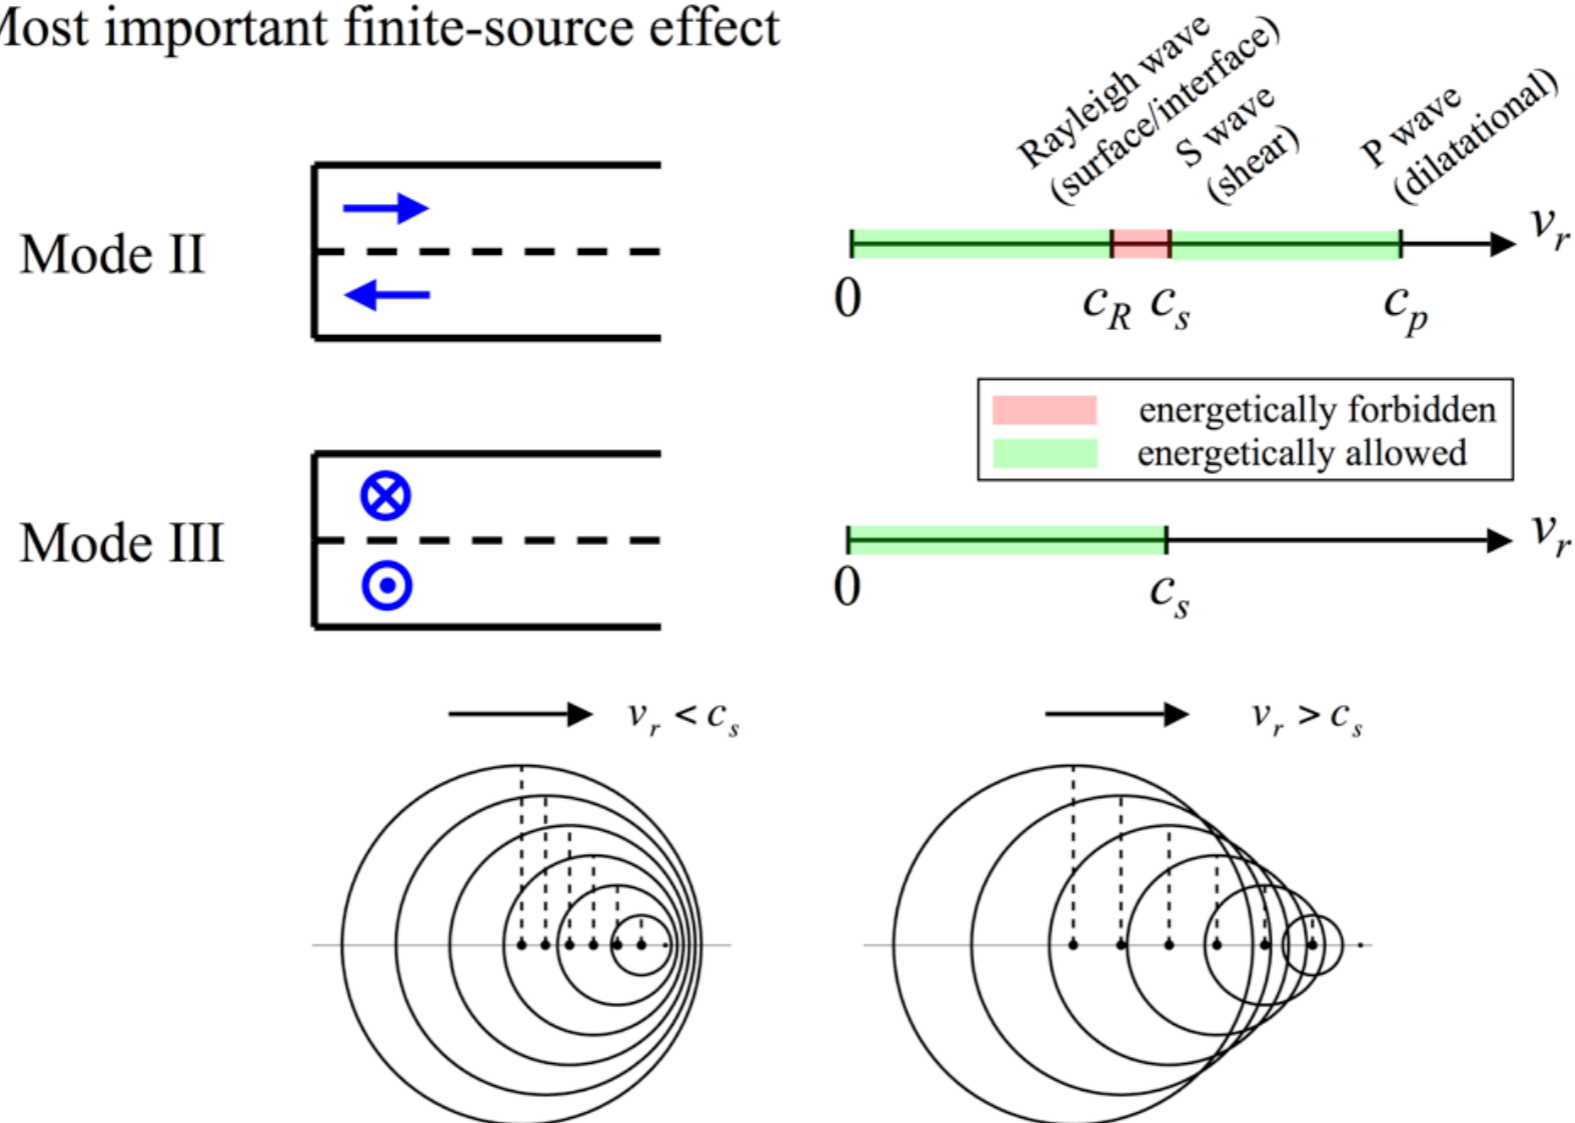 Most important finite-source effect
Rayleigh wave
(surface/interface)
S wave
(shear)
P wave
(dilatational)
Mode II
v_r
0
c_R
c_s
c_p
energetically forbidden
energetically allowed
Mode III
v_r
0
c_s
v_r < c_s
v_r > c_s